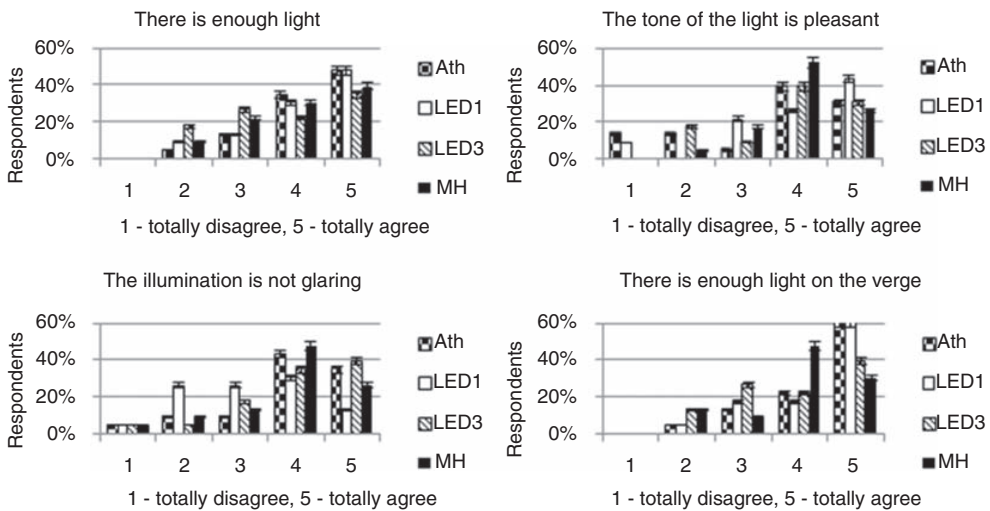 There is enough light
Respondents
60%
40%
20%
0%
1 2 3 4 5
Ath
LED1
LED3
MH
1 - totally disagree, 5 - totally agree
The tone of the light is pleasant
Respondents
60%
40%
20%
0%
1 2 3 4 5
Ath
LED1
LED3
MH
1 - totally disagree, 5 - totally agree
The illumination is not glaring
Respondents
60%
40%
20%
0%
1 2 3 4 5
Ath
LED1
LED3
MH
1 - totally disagree, 5 - totally agree
There is enough light on the verge
Respondents
60%
40%
20%
0%
1 2 3 4 5
Ath
LED1
LED3
MH
1 - totally disagree, 5 - totally agree